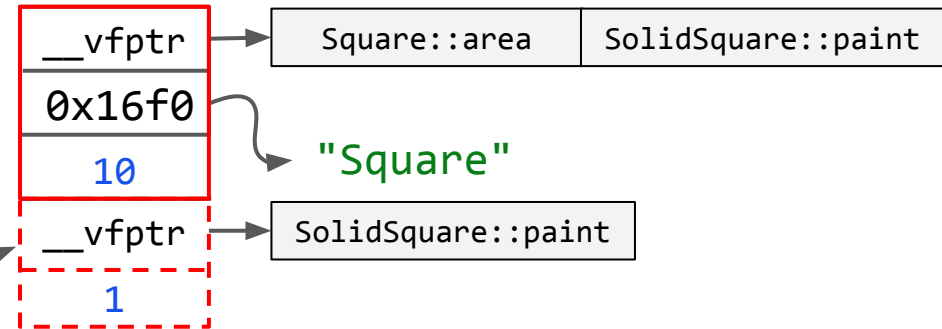 __vfptr Square::area SolidSquare::paint
0x16f0
"Square"
10
__vfptr SolidSquare::paint
1